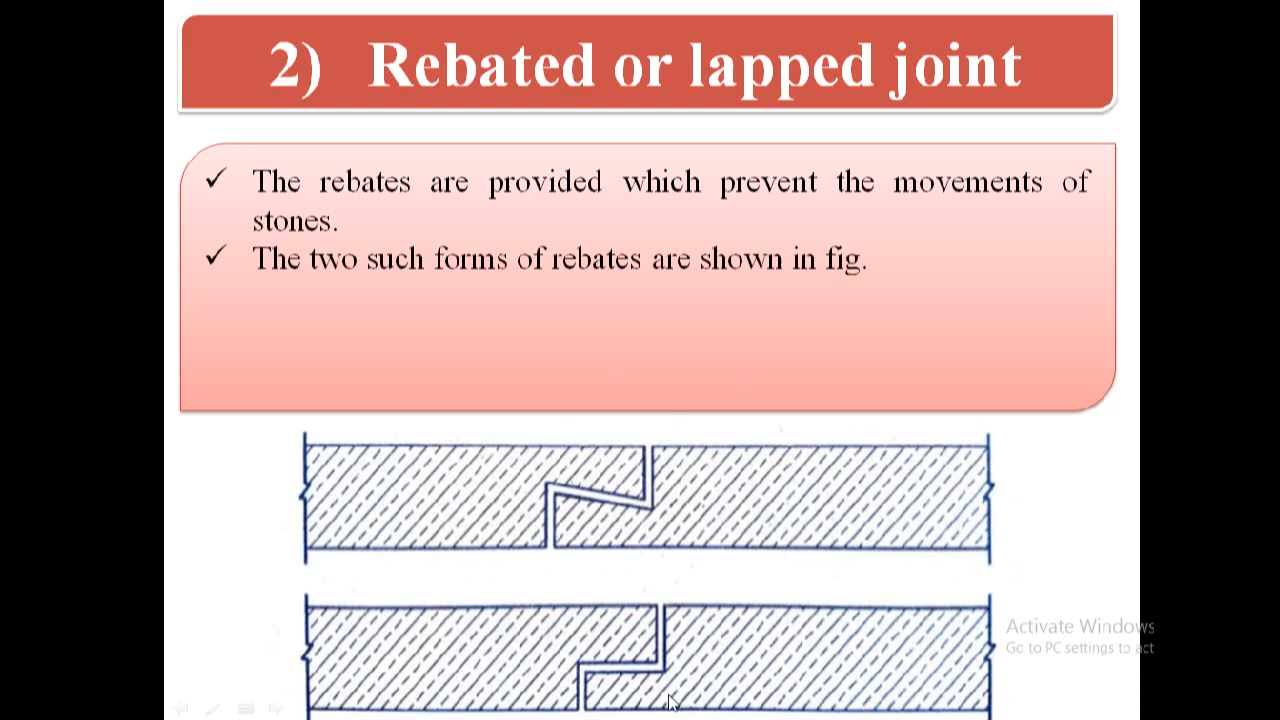 2) Rebated or lapped joint
✓ The rebates are provided which prevent the movements of
stones.
✓ The two such forms of rebates are shown in fig.
Activate Windows
Go to PC settings to act